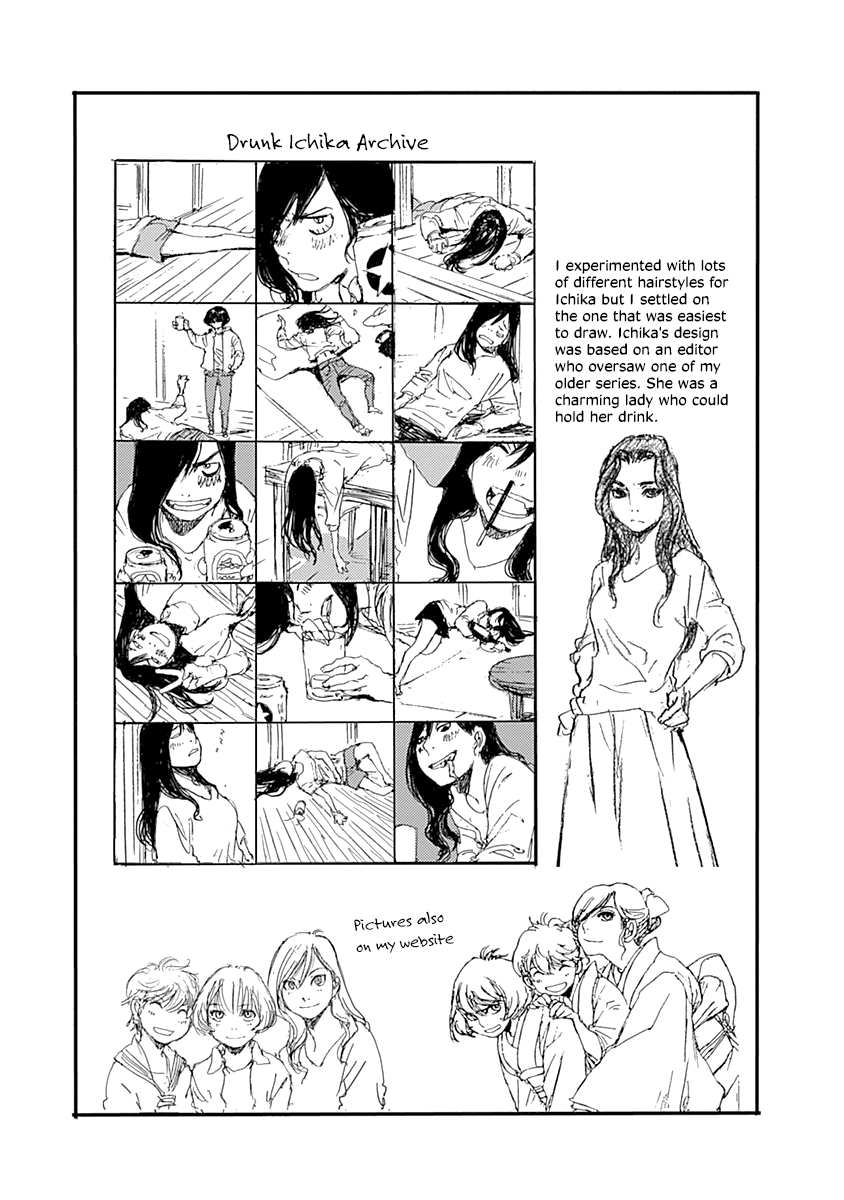 Drunk Ichika Archive
I experimented with lots
of different hairstyles for
Ichika but I settled on
the one that was easiest
to draw. Ichika's design
was based on an editor
who oversaw one of my
older series. She was a
charming lady who could
hold her drink.
Pictures also
on my website